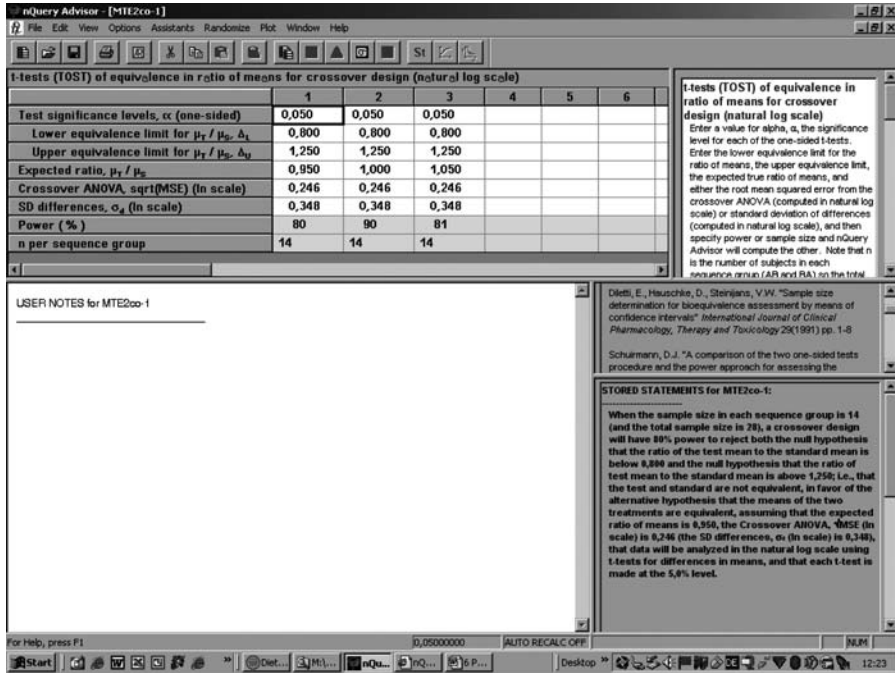 nQuery Advisor - [MTE2co-1]
File Edit View Options Assistants Randomize Plot Window Help
St
t-tests (TOST) of equivalence in ratio of means for crossover design (natural log scale)
1 2 3 4 5 6
Test significance levels, α (one-sided) 0,050 0,050 0,050
Lower equivalence limit for μT / μS, ΔL 0,800 0,800 0,800
Upper equivalence limit for μT / μS, ΔU 1,250 1,250 1,250
Expected ratio, μT / μS 0,950 1,000 1,050
Crossover ANOVA, sqrt(MSE) (ln scale) 0,246 0,246 0,246
SD differences, σd (ln scale) 0,348 0,348 0,348
Power ( % ) 80 90 81
n per sequence group 14 14 14
t-tests (TOST) of equivalence in
ratio of means for crossover
design (natural log scale)
Enter a value for alpha, α, the significance
level for each of the one-sided t-tests.
Enter the lower equivalence limit for the
ratio of means, the upper equivalence limit,
the expected true ratio of means, and
either the root mean squared error from the
crossover ANOVA (computed in natural log
scale) or standard deviation of differences
(computed in natural log scale), and then
specify power or sample size and nQuery
Advisor will compute the other. Note that n
is the number of subjects in each
sequence group (AB and BA) so the total
USER NOTES for MTE2co-1
Diletti, E., Hauschke, D., Steinijans, V.W. "Sample size
determination for bioequivalence assessment by means of
confidence intervals" International Journal of Clinical
Pharmacology, Therapy and Toxicology 29(1991) pp. 1-8
Schuirmann, D.J. "A comparison of the two one-sided tests
procedure and the power approach for assessing the
STORED STATEMENTS for MTE2co-1:
------------------------
When the sample size in each sequence group is 14
(and the total sample size is 28), a crossover design
will have 80% power to reject both the null hypothesis
that the ratio of the test mean to the standard mean is
below 0,800 and the null hypothesis that the ratio of
test mean to the standard mean is above 1,250; i.e., that
the test and standard are not equivalent, in favor of the
alternative hypothesis that the means of the two
treatments are equivalent, assuming that the expected
ratio of means is 0,950, the Crossover ANOVA, √MSE (ln
scale) is 0,246 (the SD differences, σd (ln scale) is 0,348),
that data will be analyzed in the natural log scale using
t-tests for differences in means, and that each t-test is
made at the 5,0% level.
For Help, press F1 0,05000000 AUTO RECALC OFF NUM
Start » Diet... M:\... nQu... nQ... 6 P... Desktop » DE 12:23